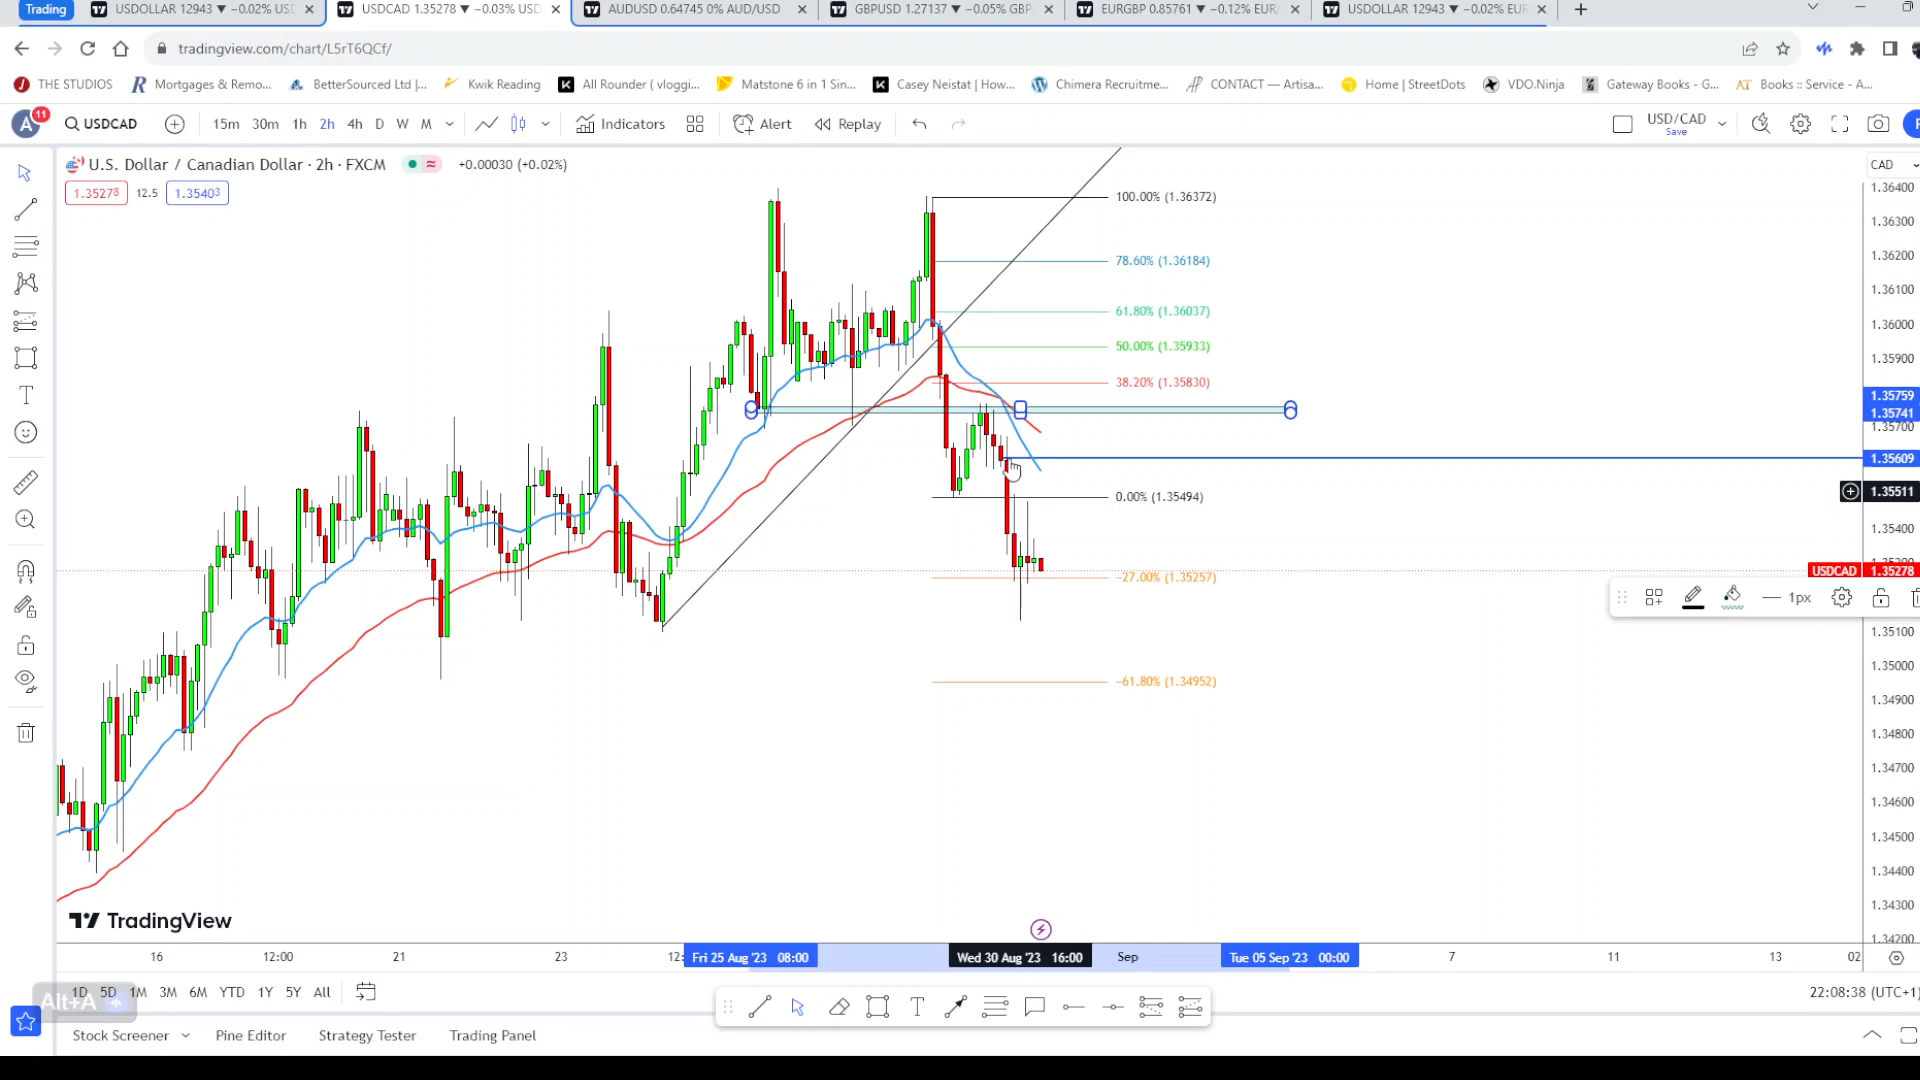 Trading
USDOLLAR 12943 ▼ −0.02% USD
USDCAD 1.35278 ▼ −0.03% USD
AUDUSD 0.64745 0% AUD/USD
GBPUSD 1.27137 ▼ −0.05% GBP
EURGBP 0.85761 ▼ −0.12% EUR/
USDOLLAR 12943 ▼ −0.02% EUR
tradingview.com/chart/L5rT6QCf/
THE STUDIOS
Mortgages & Remo...
BetterSourced Ltd |...
Kwik Reading
All Rounder ( vloggi...
Matstone 6 in 1 Sin...
Casey Neistat | How...
Chimera Recruitme...
CONTACT — Artisa...
Home | StreetDots
VDO.Ninja
Gateway Books - G...
Books :: Service - A...
A 11
USDCAD
15m 30m 1h 2h 4h D W M
Indicators
Alert
Replay
USD/CAD
Save
U.S. Dollar / Canadian Dollar · 2h · FXCM
+0.00030 (+0.02%)
CAD
1.35278 12.5 1.35403
1.36400
100.00% (1.36372)
1.36300
78.60% (1.36184)
1.36200
1.36100
61.80% (1.36037)
1.36000
50.00% (1.35933)
1.35900
38.20% (1.35830)
1.35759
1.35741
1.35700
1.35609
0.00% (1.35494)
1.35511
1.35400
USDCAD 1.35278
−27.00% (1.35257)
1px
1.35100
1.35000
−61.80% (1.34952)
1.34900
1.34800
1.34700
1.34600
1.34500
1.34400
1.34300
1.34200
TradingView
16 12:00 21 23 12: Fri 25 Aug '23 08:00 Wed 30 Aug '23 16:00 Sep Tue 05 Sep '23 00:00 7 11 13 02
1D 5D 1M 3M 6M YTD 1Y 5Y All
Alt+A
22:08:38 (UTC+1)
Stock Screener
Pine Editor
Strategy Tester
Trading Panel